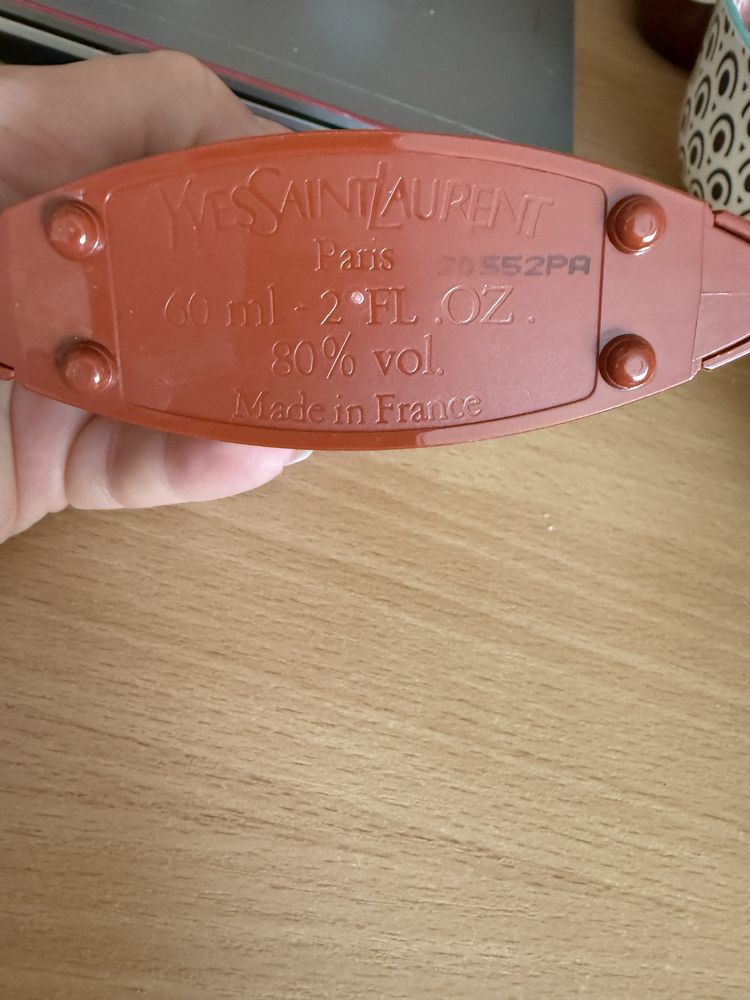 YVESSAINTLAURENT
Paris 20552PA
60 ml - 2 FL .OZ .
80% vol.
Made in France